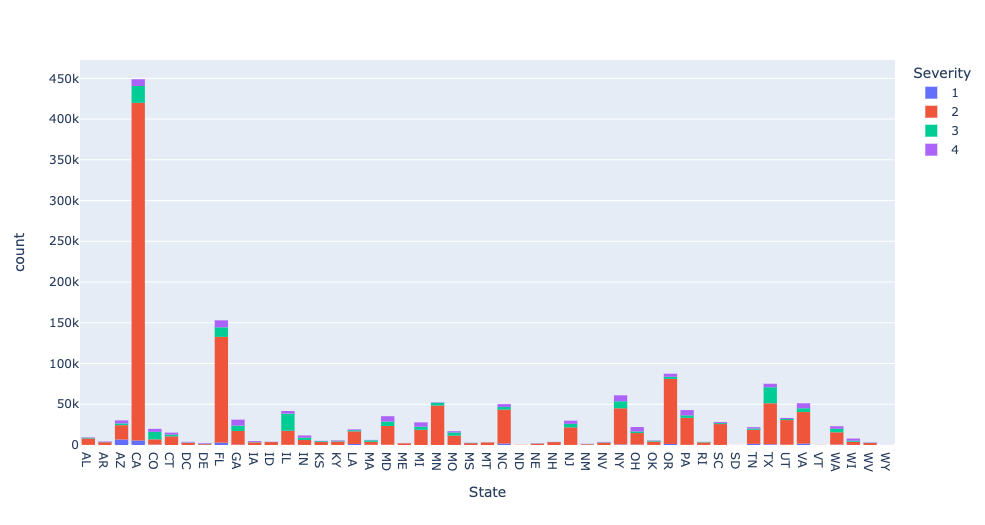 Severity
1
2
3
4
450k
400k
350k
300k
250k
200k
150k
100k
50k
0
count
AL AR AZ CA CO CT DC DE FL GA IA ID IL IN KS KY LA MA MD ME MI MN MO MS MT NC ND NE NH NJ NM NV NY OH OK OR PA RI SC SD TN TX UT VA VT WA WI WV WY
State